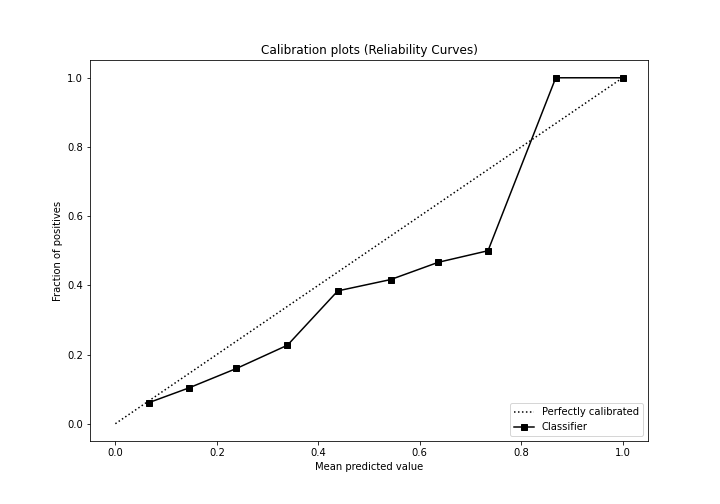 Calibration plots (Reliability Curves)
1.0
0.8
0.6
0.4
0.2
0.0
Fraction of positives
0.0 0.2 0.4 0.6 0.8 1.0
Mean predicted value
Perfectly calibrated
Classifier